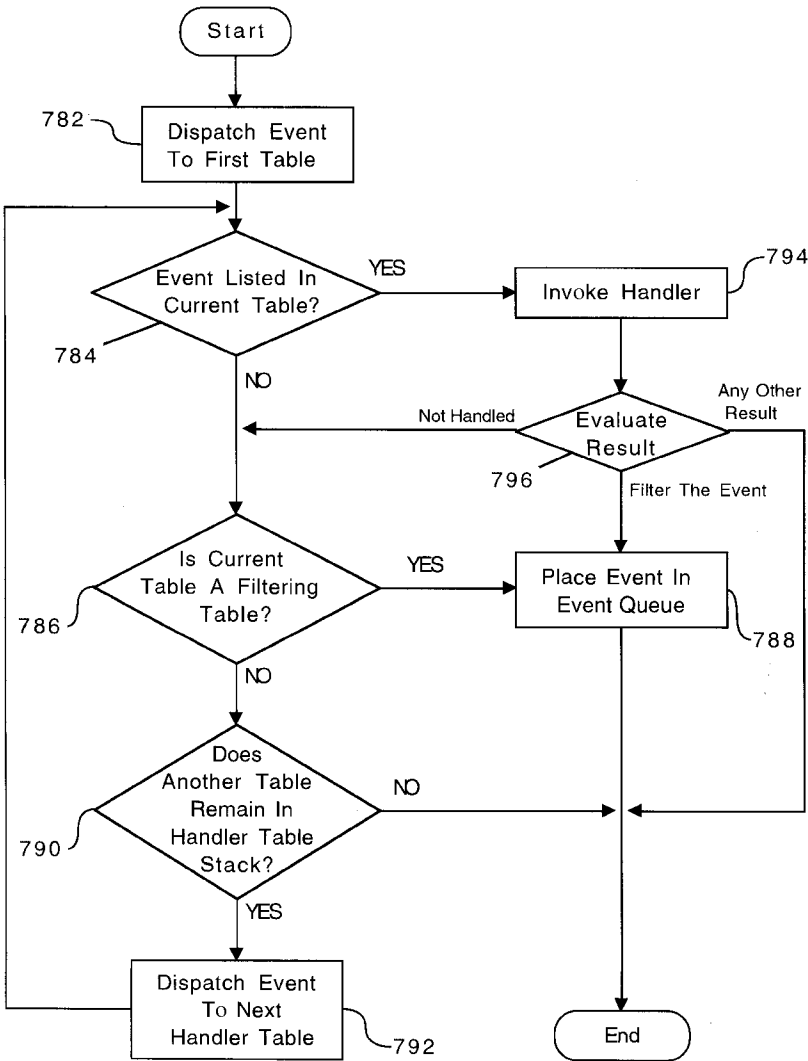 Start
782
Dispatch Event
To First Table
Event Listed In
Current Table?
YES
784
NO
Invoke Handler
794
Not Handled
Evaluate
Result
Any Other
Result
796
Filter The Event
Is Current
Table A Filtering
Table?
YES
786
NO
Place Event In
Event Queue
788
Does
Another Table
Remain In
Handler Table
Stack?
NO
790
YES
Dispatch Event
To Next
Handler Table
792
End